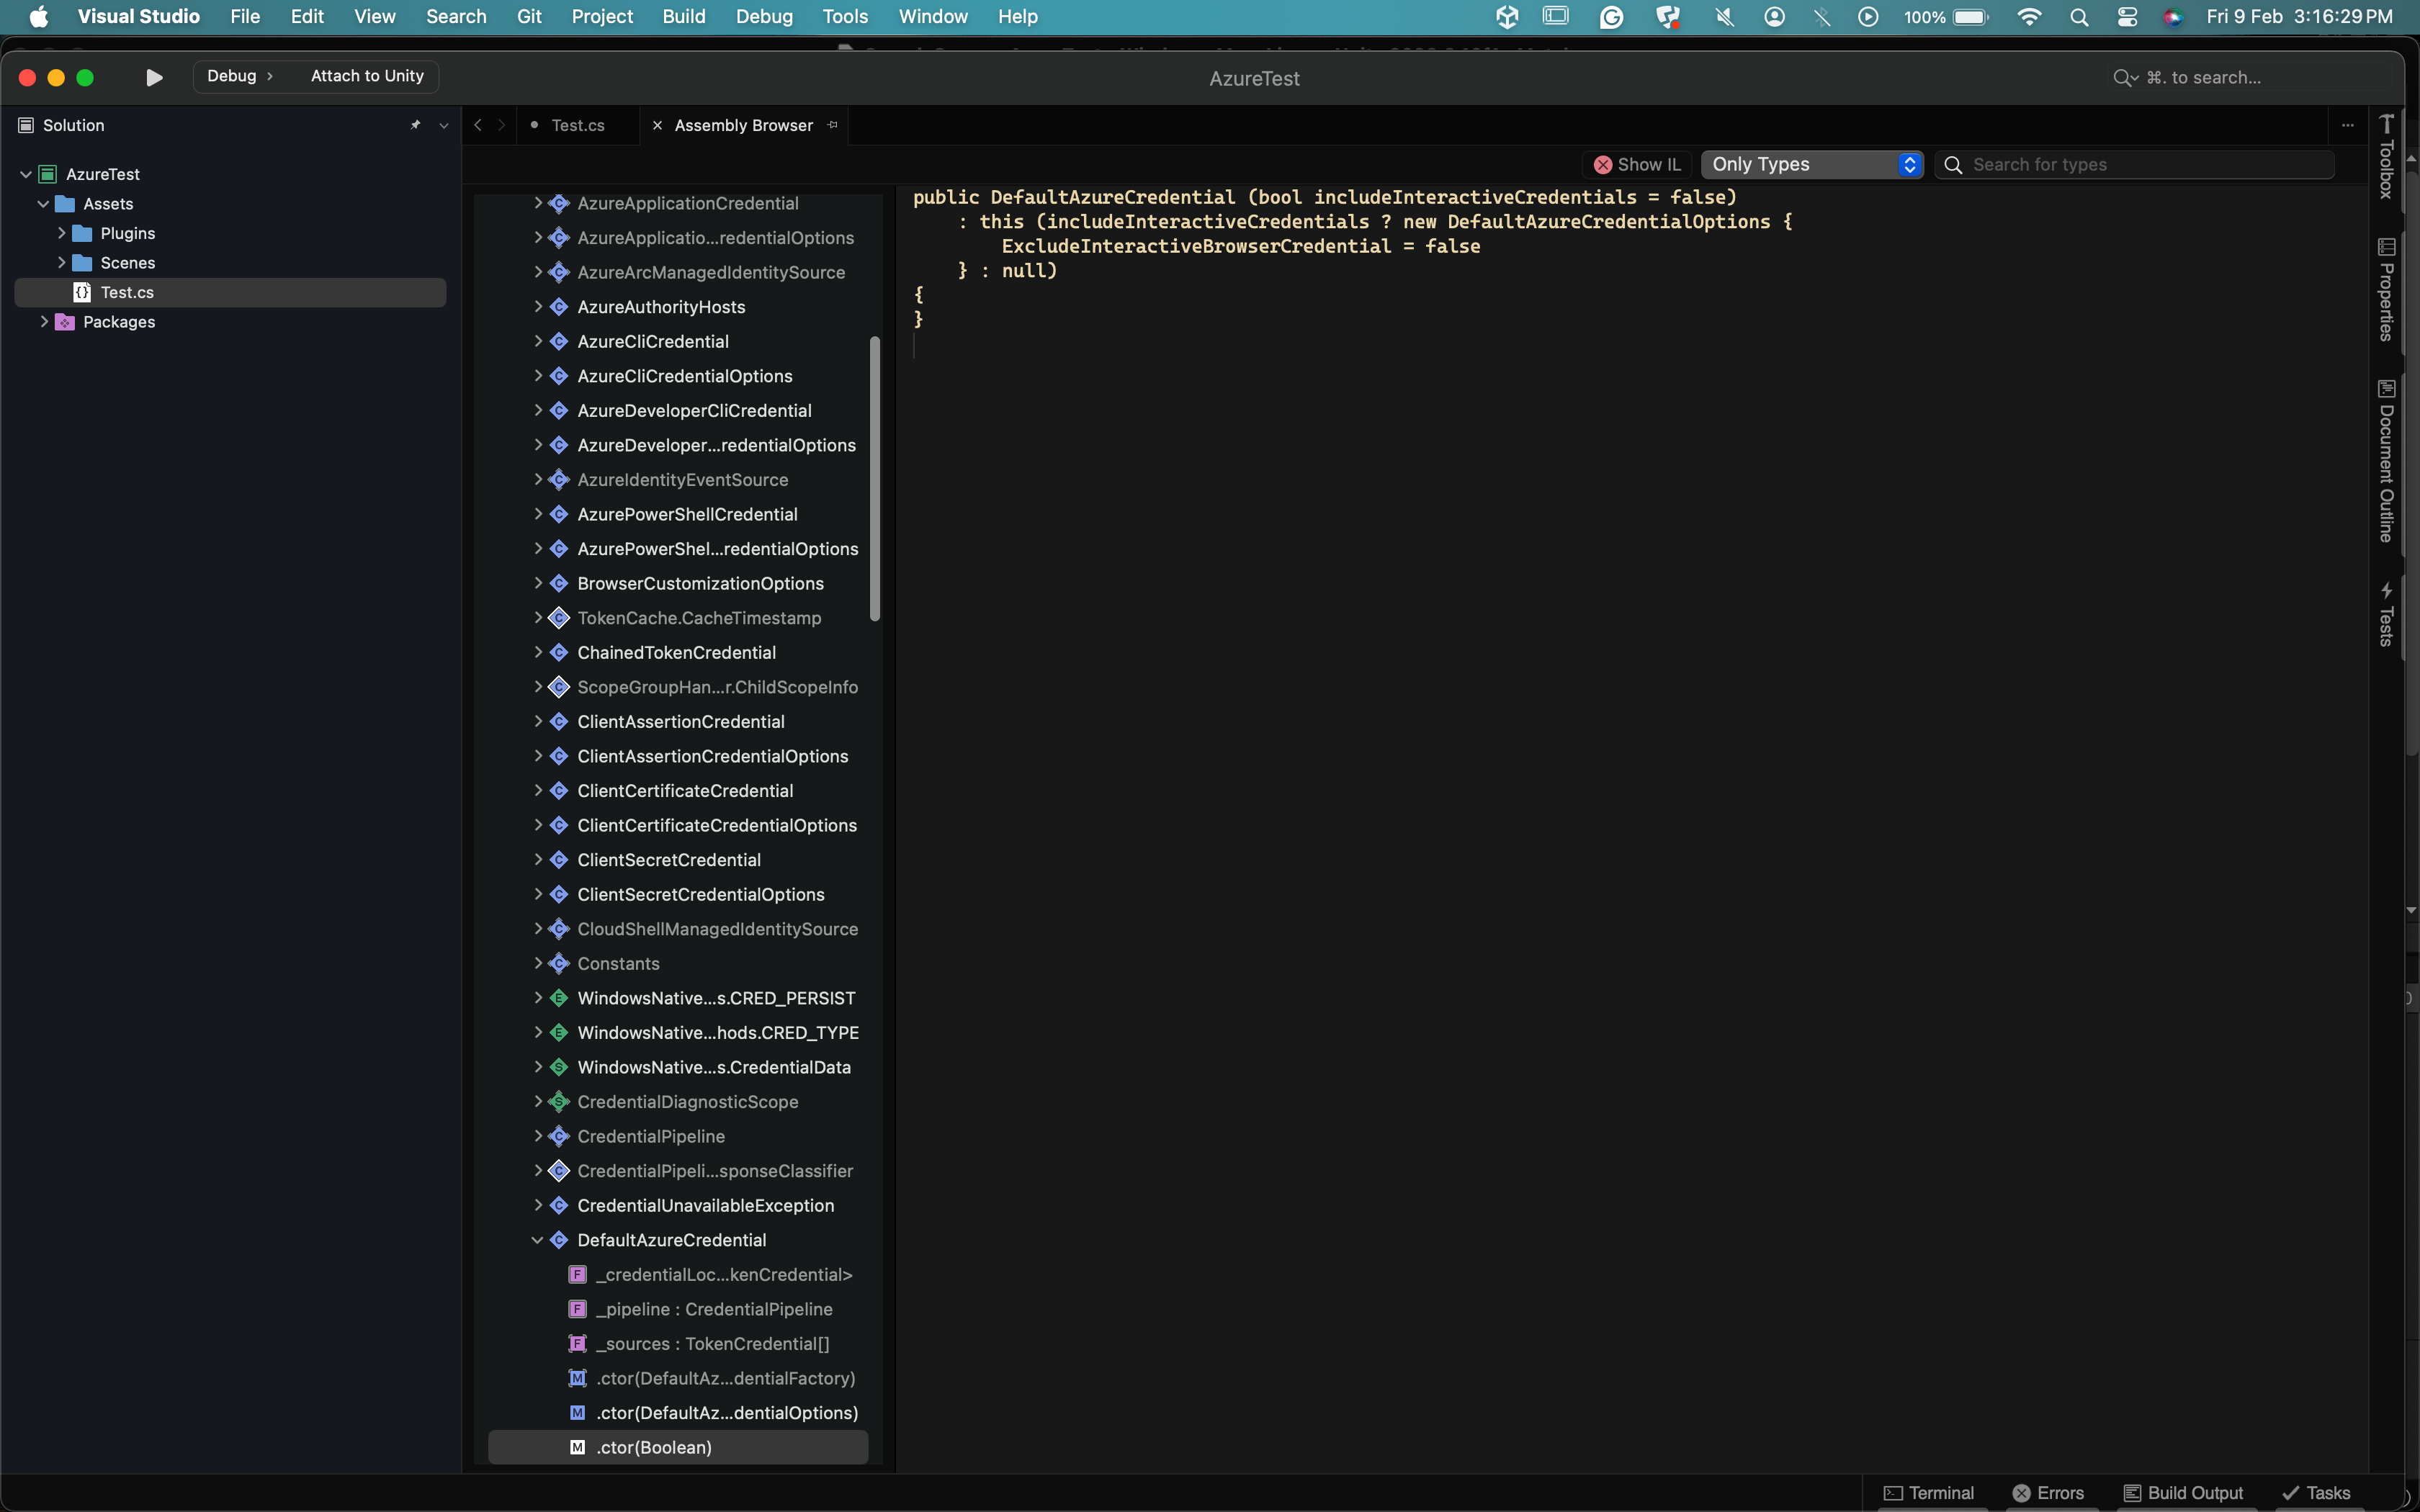 Visual Studio File Edit View Search Git Project Build Debug Tools Window Help 100% Fri 9 Feb 3:16:29 PM
Debug › Attach to Unity
AzureTest
⌘. to search...
Solution
Test.cs
Assembly Browser
Show IL
Only Types
Search for types
AzureTest
Assets
Plugins
Scenes
Test.cs
Packages
AzureApplicationCredential
AzureApplicatio...redentialOptions
AzureArcManagedIdentitySource
AzureAuthorityHosts
AzureCliCredential
AzureCliCredentialOptions
AzureDeveloperCliCredential
AzureDeveloper...redentialOptions
AzureIdentityEventSource
AzurePowerShellCredential
AzurePowerShel...redentialOptions
BrowserCustomizationOptions
TokenCache.CacheTimestamp
ChainedTokenCredential
ScopeGroupHan...r.ChildScopeInfo
ClientAssertionCredential
ClientAssertionCredentialOptions
ClientCertificateCredential
ClientCertificateCredentialOptions
ClientSecretCredential
ClientSecretCredentialOptions
CloudShellManagedIdentitySource
Constants
WindowsNative...s.CRED_PERSIST
WindowsNative...hods.CRED_TYPE
WindowsNative...s.CredentialData
CredentialDiagnosticScope
CredentialPipeline
CredentialPipeli...sponseClassifier
CredentialUnavailableException
DefaultAzureCredential
_credentialLoc...kenCredential>
_pipeline : CredentialPipeline
_sources : TokenCredential[]
.ctor(DefaultAz...dentialFactory)
.ctor(DefaultAz...dentialOptions)
.ctor(Boolean)
public DefaultAzureCredential (bool includeInteractiveCredentials = false)
: this (includeInteractiveCredentials ? new DefaultAzureCredentialOptions {
ExcludeInteractiveBrowserCredential = false
} : null)
{
}
Toolbox
Properties
Document Outline
Tests
Terminal
Errors
Build Output
Tasks